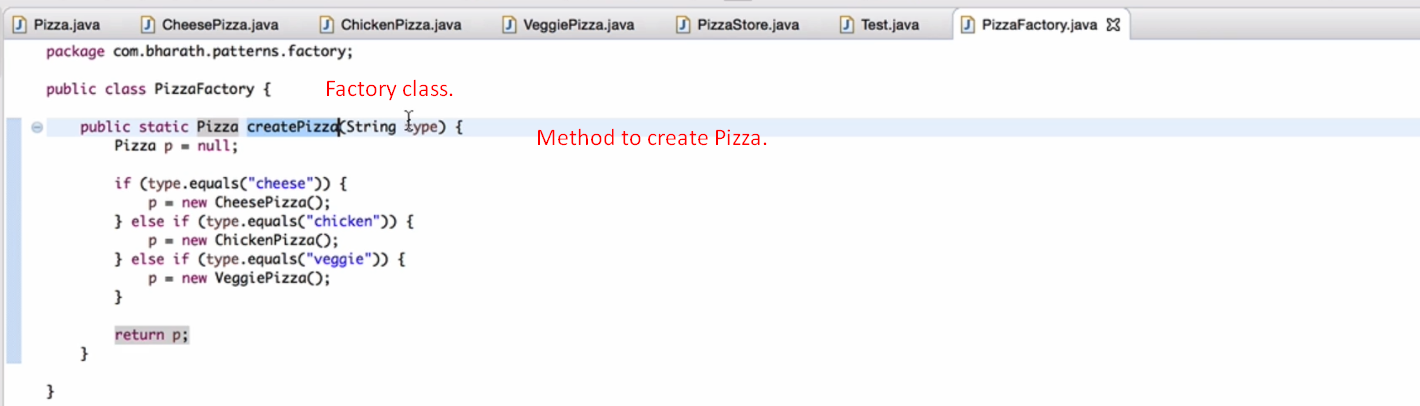 Pizza.java CheesePizza.java ChickenPizza.java VeggiePizza.java PizzaStore.java Test.java PizzaFactory.java
package com.bharath.patterns.factory;
public class PizzaFactory { Factory class.
public static Pizza createPizza(String type) {
Method to create Pizza.
Pizza p = null;
if (type.equals("cheese")) {
p = new CheesePizza();
} else if (type.equals("chicken")) {
p = new ChickenPizza();
} else if (type.equals("veggie")) {
p = new VeggiePizza();
}
return p;
}
}